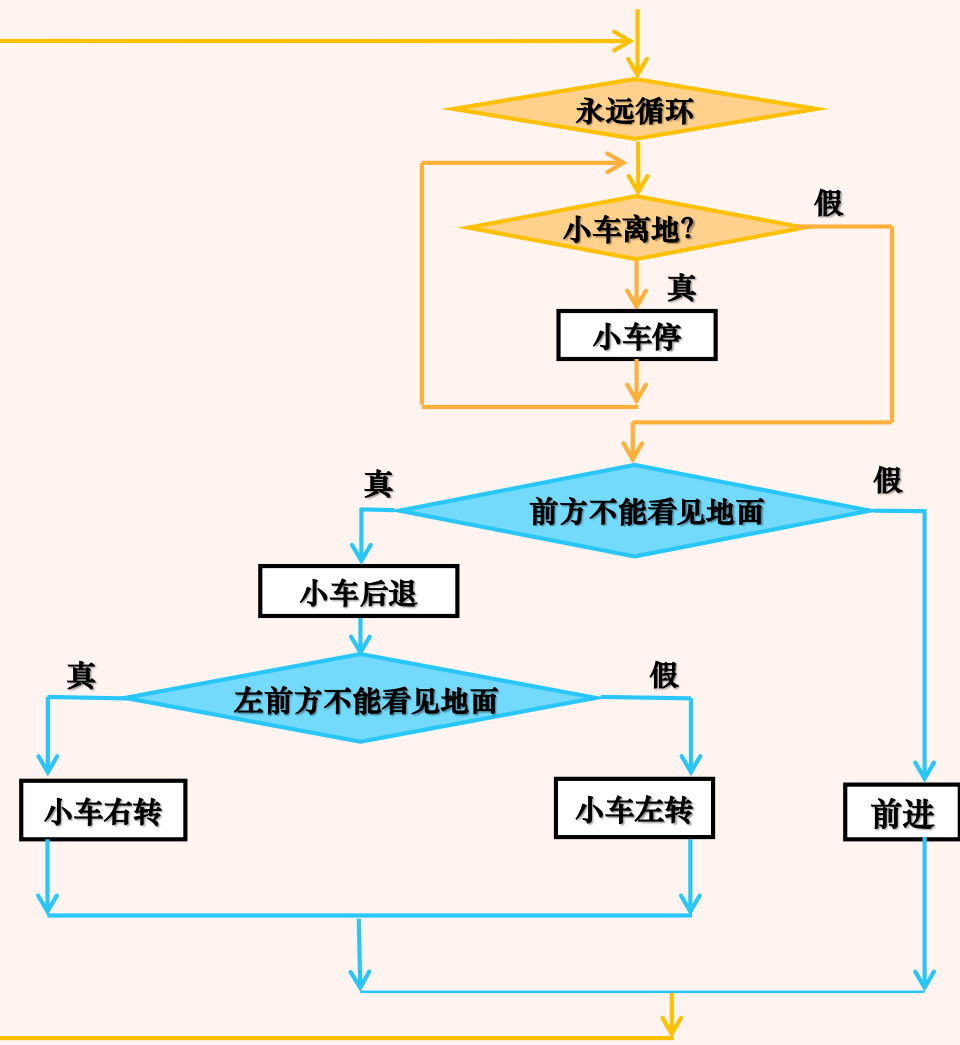 永远循环
小车离地？
假
真
小车停
前方不能看见地面
真
假
小车后退
左前方不能看见地面
真
假
小车右转
小车左转
前进